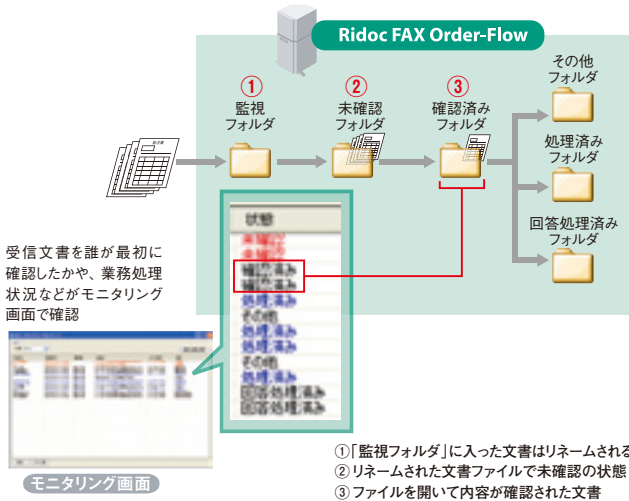 Ridoc FAX Order-Flow
①
監視
フォルダ
②
未確認
フォルダ
③
確認済み
フォルダ
その他
フォルダ
処理済み
フォルダ
回答処理済み
フォルダ
受信文書を誰が最初に
確認したかや、業務処理
状況などがモニタリング
画面で確認
状態
未確認
未確認
確認済み
確認済み
処理済み
その他
処理済み
処理済み
その他
処理済み
回答処理済み
回答処理済み
モニタリング画面
①「監視フォルダ」に入った文書はリネームされる
②リネームされた文書ファイルで未確認の状態
③ファイルを開いて内容が確認された文書